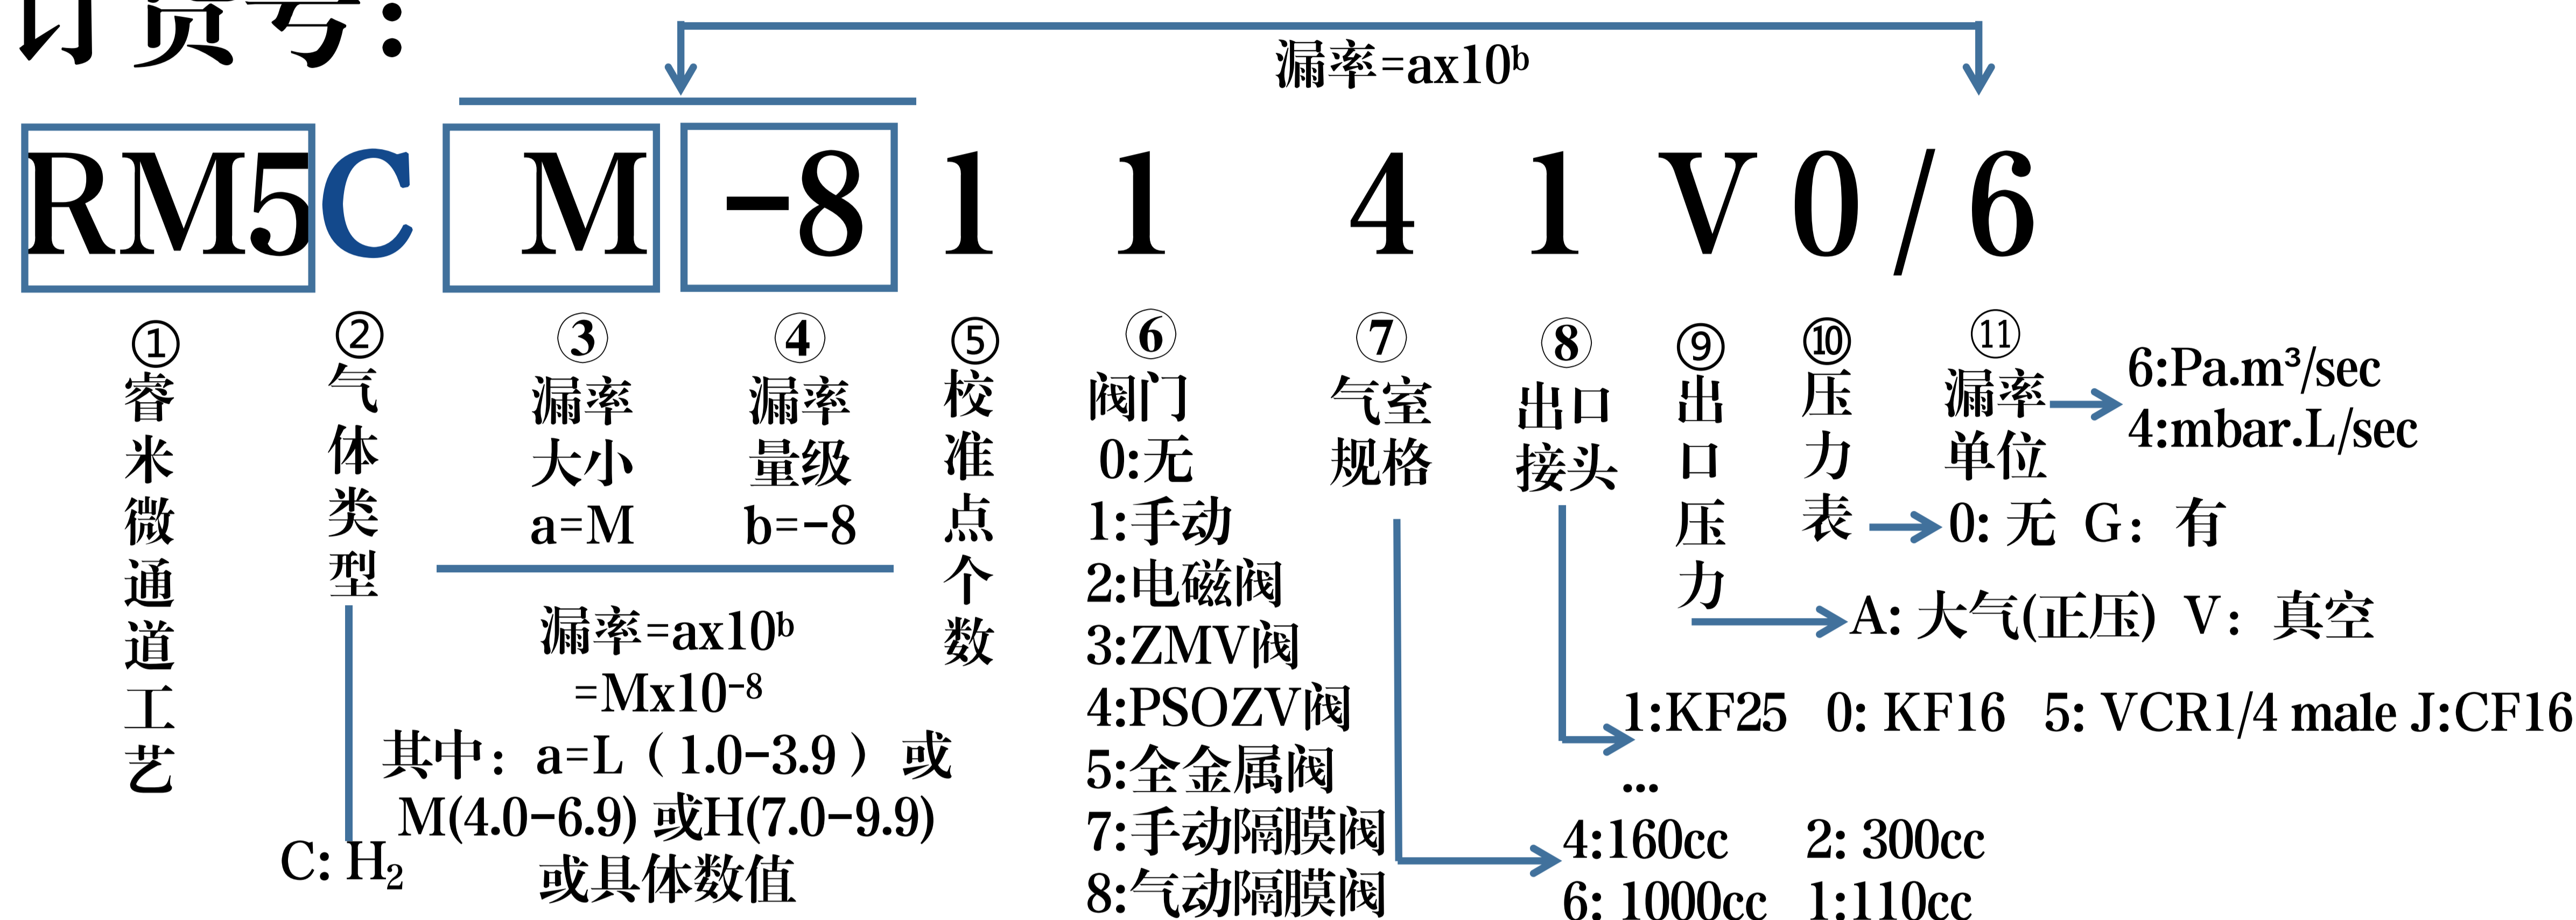 订货号:
漏率=ax10ᵇ
RM5C M -8 1 1 4 1 V 0 / 6
①
睿米微通道工艺
②
气体类型
C: H₂
③
漏率
大小
a=M
④
漏率
量级
b=-8
漏率=ax10ᵇ
=Mx10⁻⁸
其中：a=L（1.0-3.9）或
M(4.0-6.9) 或H(7.0-9.9)
或具体数值
⑤
校准点个数
⑥
阀门
0:无
1:手动
2:电磁阀
3:ZMV阀
4:PSOZV阀
5:全金属阀
7:手动隔膜阀
8:气动隔膜阀
⑦
气室
规格
4:160cc 2: 300cc
6: 1000cc 1:110cc
⑧
出口
接头
1:KF25 0: KF16 5: VCR1/4 male J:CF16
...
⑨
出口压力
A: 大气(正压) V：真空
⑩
压力表
0: 无 G：有
⑪
漏率
单位
6:Pa.m³/sec
4:mbar.L/sec